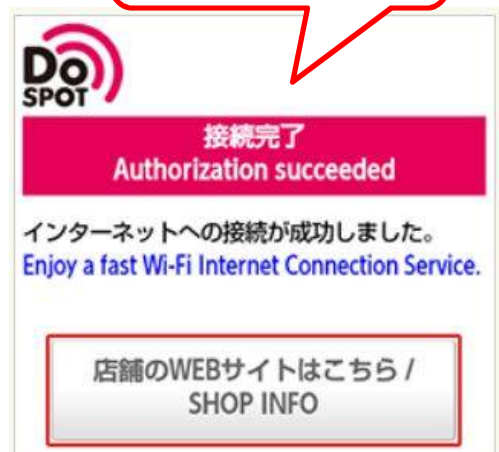 Do
SPOT
接続完了
Authorization succeeded
インターネットへの接続が成功しました。
Enjoy a fast Wi-Fi Internet Connection Service.
店舗のWEBサイトはこちら /
SHOP INFO